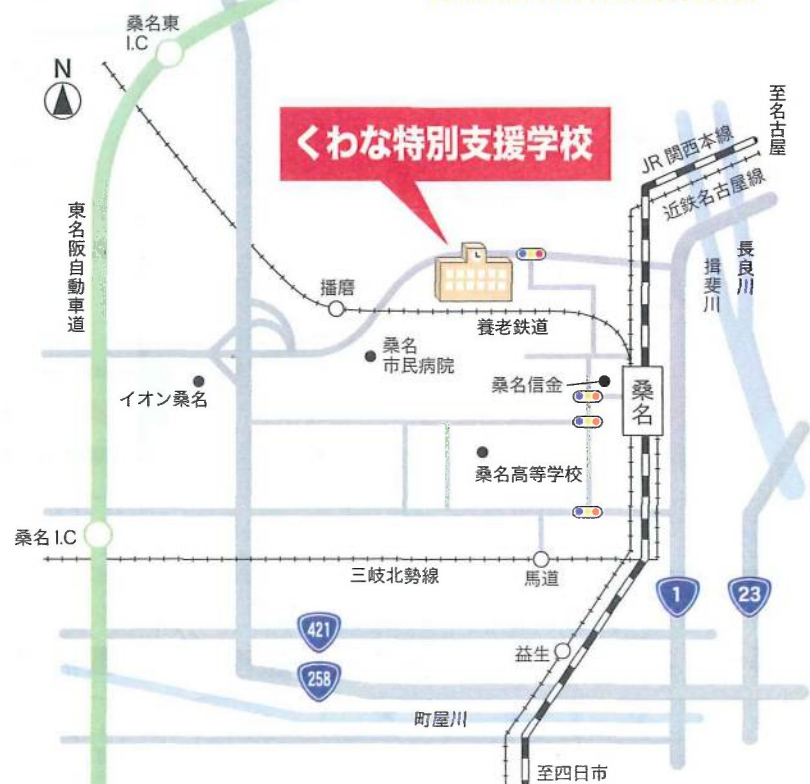 桑名東
I.C
N
くわな特別支援学校
至名古屋
JR関西本線
近鉄名古屋線
東名阪自動車道
長良川
揖斐川
播磨
養老鉄道
桑名
市民病院
イオン桑名
桑名信金
桑名
桑名高等学校
桑名I.C
三岐北勢線
馬道
1
23
421
益生
258
町屋川
至四日市